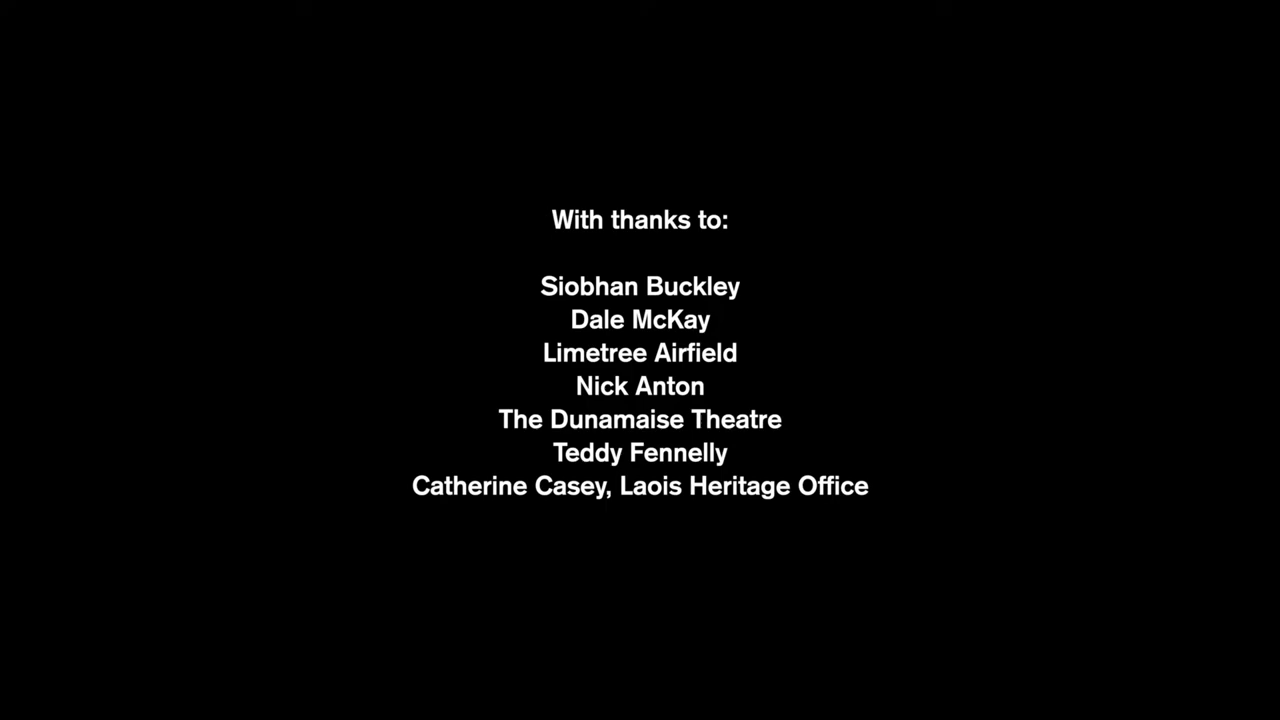 With thanks to:
Siobhan Buckley
Dale McKay
Limetree Airfield
Nick Anton
The Dunamaise Theatre
Teddy Fennelly
Catherine Casey, Laois Heritage Office